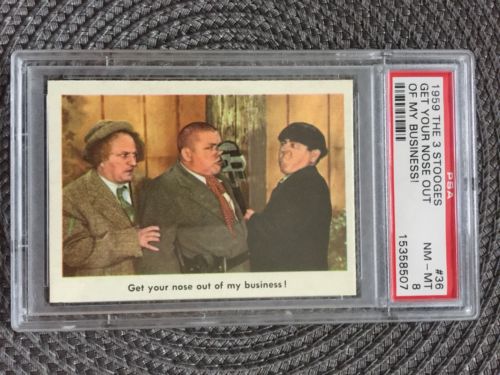 Get your nose out of my business!
1959 THE 3 STOOGES #36
GET YOUR NOSE OUT NM - MT
OF MY BUSINESS! 8
15358507
PSA